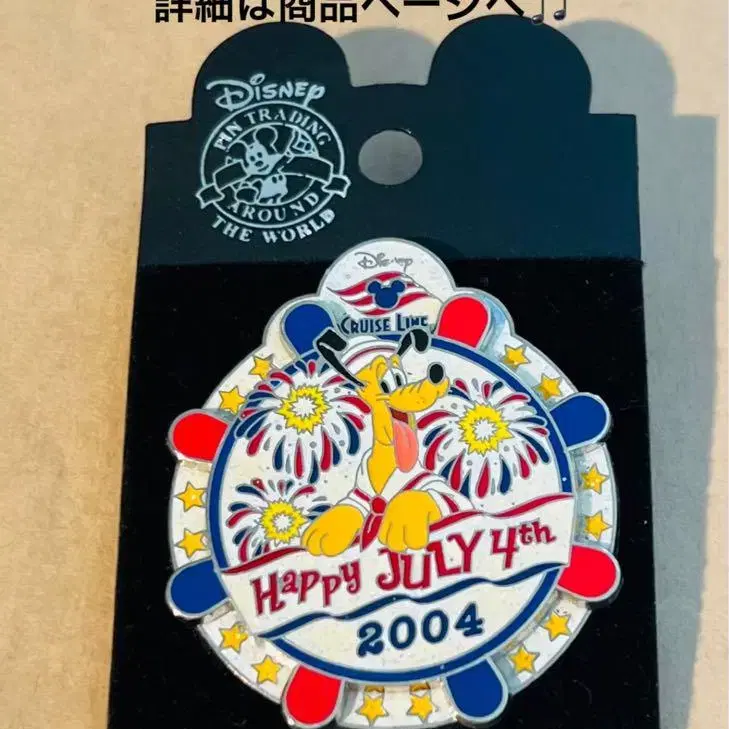 詳細は商品ページへ🎵
Disney
PIN TRADING
AROUND
THE WORLD
Disney
CRUISE LINE
Happy JULY 4th
2004